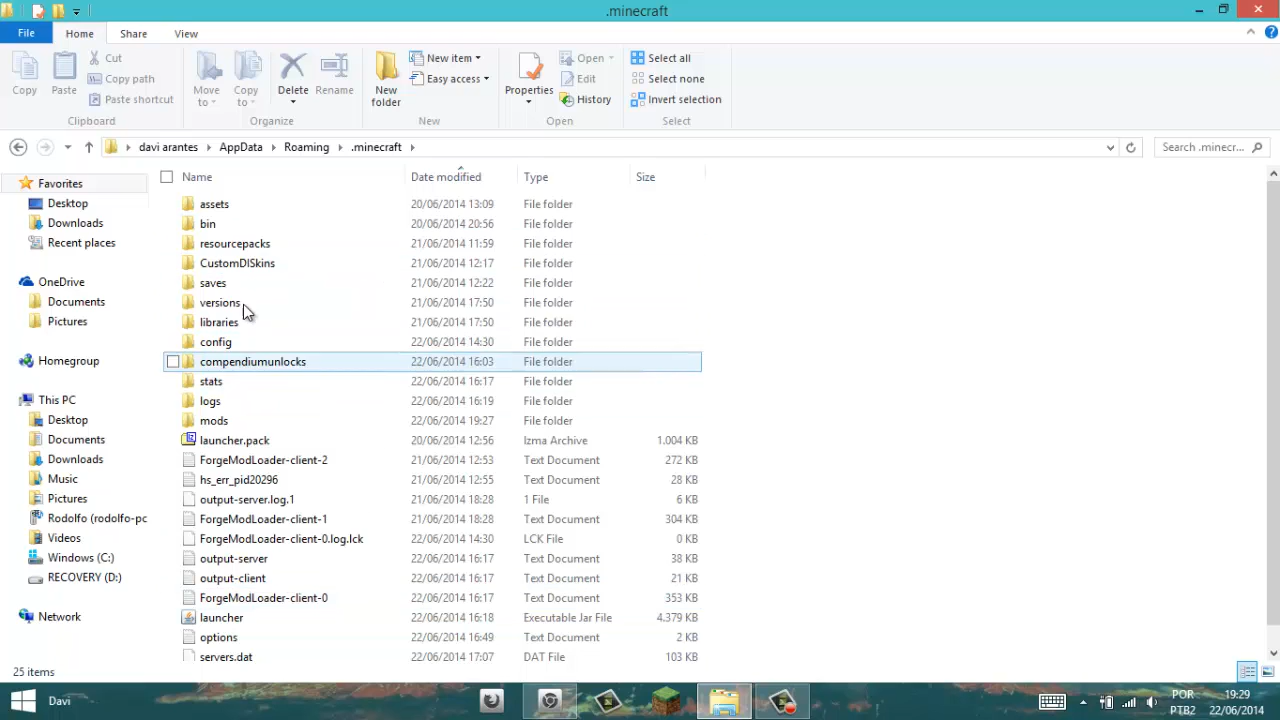 .minecraft
File
Home
Share
View
Copy
Paste
Cut
Copy path
Paste shortcut
Clipboard
Move to
Copy to
Delete
Rename
Organize
New folder
New item
Easy access
New
Properties
Open
Edit
History
Open
Select all
Select none
Invert selection
Select
davi arantes
AppData
Roaming
.minecraft
Search .minecr...
Favorites
Desktop
Downloads
Recent places
OneDrive
Documents
Pictures
Homegroup
This PC
Desktop
Documents
Downloads
Music
Pictures
Rodolfo (rodolfo-pc
Videos
Windows (C:)
RECOVERY (D:)
Network
Name Date modified Type Size
assets 20/06/2014 13:09 File folder
bin 20/06/2014 20:56 File folder
resourcepacks 21/06/2014 11:59 File folder
CustomDISkins 21/06/2014 12:17 File folder
saves 21/06/2014 12:22 File folder
versions 21/06/2014 17:50 File folder
libraries 21/06/2014 17:50 File folder
config 22/06/2014 14:30 File folder
compendiumunlocks 22/06/2014 16:03 File folder
stats 22/06/2014 16:17 File folder
logs 22/06/2014 16:19 File folder
mods 22/06/2014 19:27 File folder
launcher.pack 20/06/2014 12:56 Izma Archive 1.004 KB
ForgeModLoader-client-2 21/06/2014 12:53 Text Document 272 KB
hs_err_pid20296 21/06/2014 12:55 Text Document 28 KB
output-server.log.1 21/06/2014 18:28 1 File 6 KB
ForgeModLoader-client-1 21/06/2014 18:28 Text Document 304 KB
ForgeModLoader-client-0.log.lck 22/06/2014 14:30 LCK File 0 KB
output-server 22/06/2014 16:17 Text Document 38 KB
output-client 22/06/2014 16:17 Text Document 21 KB
ForgeModLoader-client-0 22/06/2014 16:17 Text Document 353 KB
launcher 22/06/2014 16:18 Executable Jar File 4.379 KB
options 22/06/2014 16:49 Text Document 2 KB
servers.dat 22/06/2014 17:07 DAT File 103 KB
25 items
Davi
POR
PTB2
19:29
22/06/2014